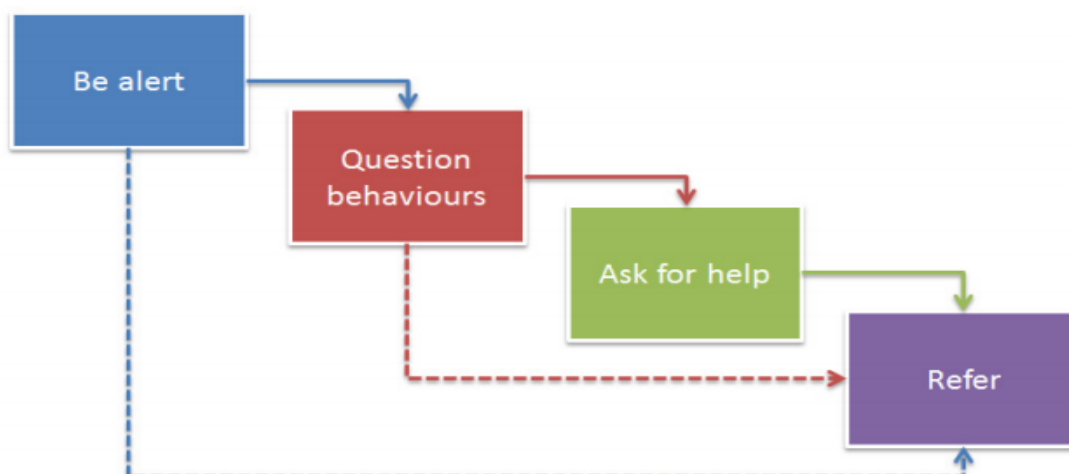 Be alert
Question
behaviours
Ask for help
Refer